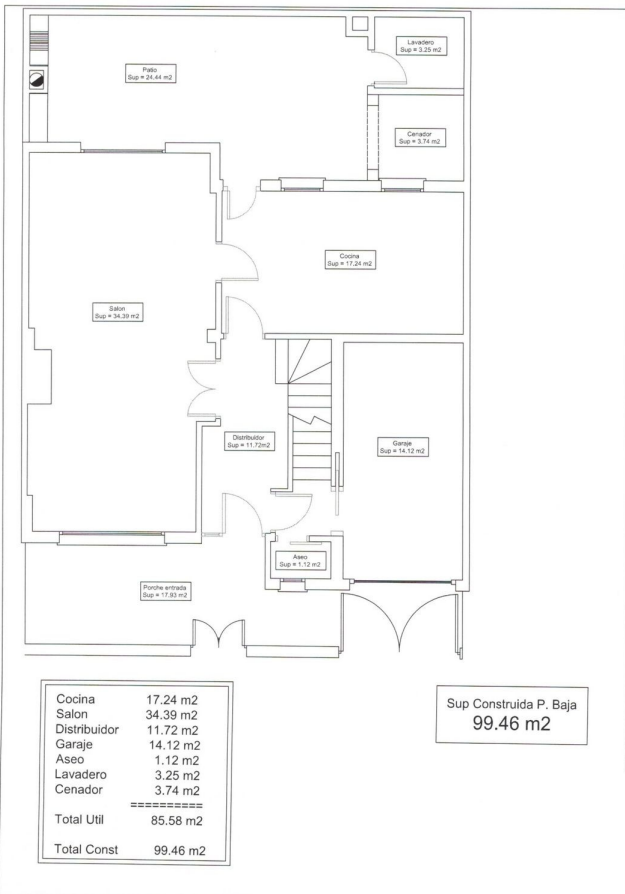 Lavadero
Sup = 3.25 m2
Patio
Sup = 24.44 m2
Cenador
Sup = 3.74 m2
Cocina
Sup = 17.24 m2
Salon
Sup = 34.39 m2
Distribuidor
Sup = 11.72m2
Garaje
Sup = 14.12 m2
Aseo
Sup = 1.12 m2
Porche entrada
Sup = 17.93 m2
Cocina 17.24 m2
Salon 34.39 m2
Distribuidor 11.72 m2
Garaje 14.12 m2
Aseo 1.12 m2
Lavadero 3.25 m2
Cenador 3.74 m2
==========
Total Util 85.58 m2
Total Const 99.46 m2
Sup Construida P. Baja
99.46 m2